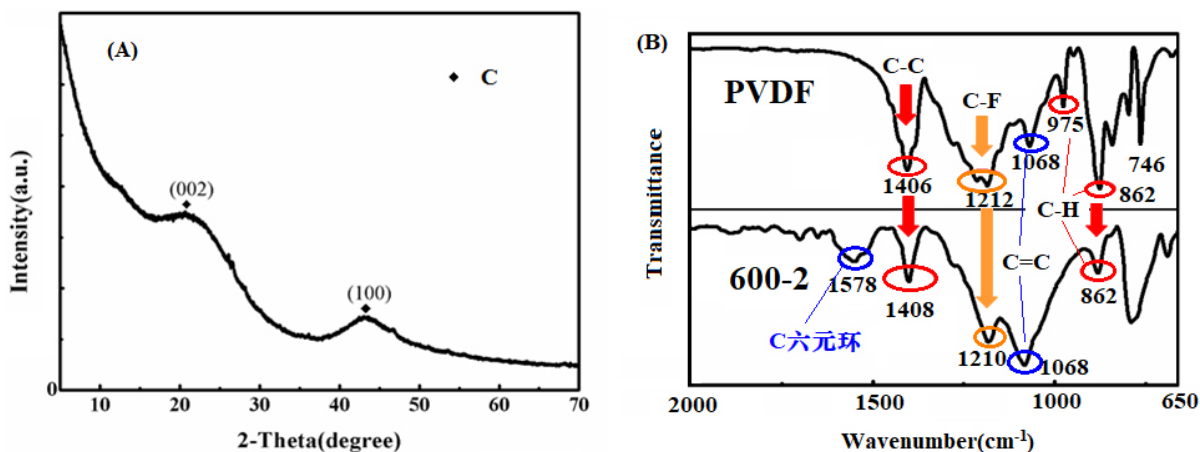 (A)
◆ C
(002)
(100)
Intensity(a.u.)
0
10 20 30 40 50 60 70
2-Theta(degree)
(B)
PVDF
C-C
C-F
1406
1212
1068
975
862
746
C-H
C=C
600-2
1578
1408
1210
1068
862
C六元环
Transmittance
2000 1500 1000 650
Wavenumber(cm⁻¹)